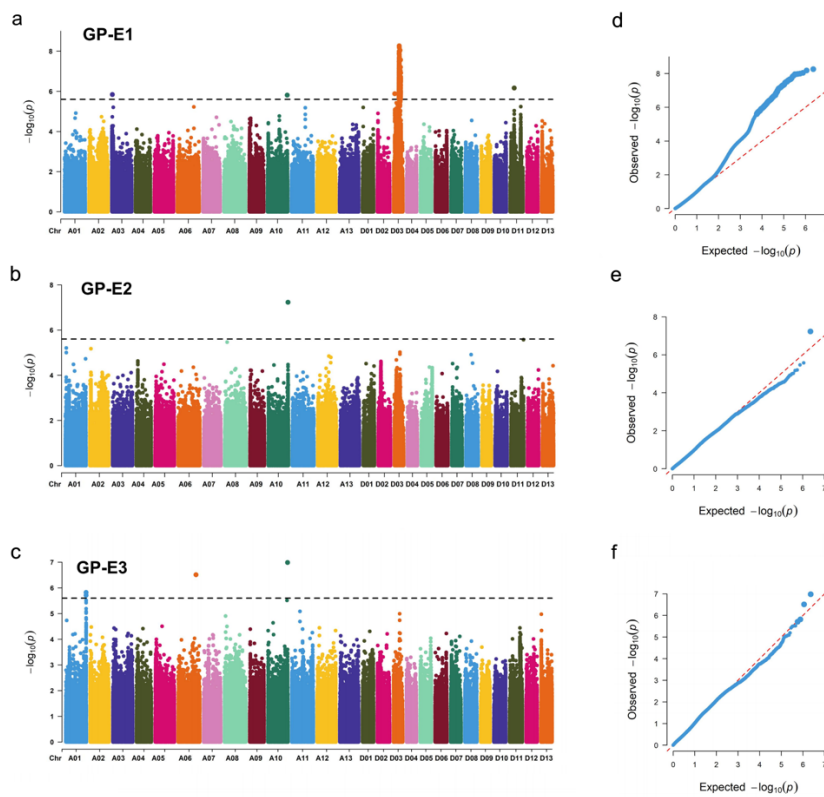 a
GP-E1
−log10(p)
8
6
4
2
0
Chr A01 A02 A03 A04 A05 A06 A07 A08 A09 A10 A11 A12 A13 D01 D02 D03 D04 D05 D06 D07 D08 D09 D10 D11 D12 D13
d
Observed −log10(p)
8
6
4
2
0
0 1 2 3 4 5 6
Expected −log10(p)
b
GP-E2
−log10(p)
8
6
4
2
0
Chr A01 A02 A03 A04 A05 A06 A07 A08 A09 A10 A11 A12 A13 D01 D02 D03 D04 D05 D06 D07 D08 D09 D10 D11 D12 D13
e
Observed −log10(p)
8
6
4
2
0
0 1 2 3 4 5 6 7
Expected −log10(p)
c
GP-E3
−log10(p)
7
6
5
4
3
2
1
0
Chr A01 A02 A03 A04 A05 A06 A07 A08 A09 A10 A11 A12 A13 D01 D02 D03 D04 D05 D06 D07 D08 D09 D10 D11 D12 D13
f
Observed −log10(p)
7
6
5
4
3
2
1
0
0 1 2 3 4 5 6 7
Expected −log10(p)